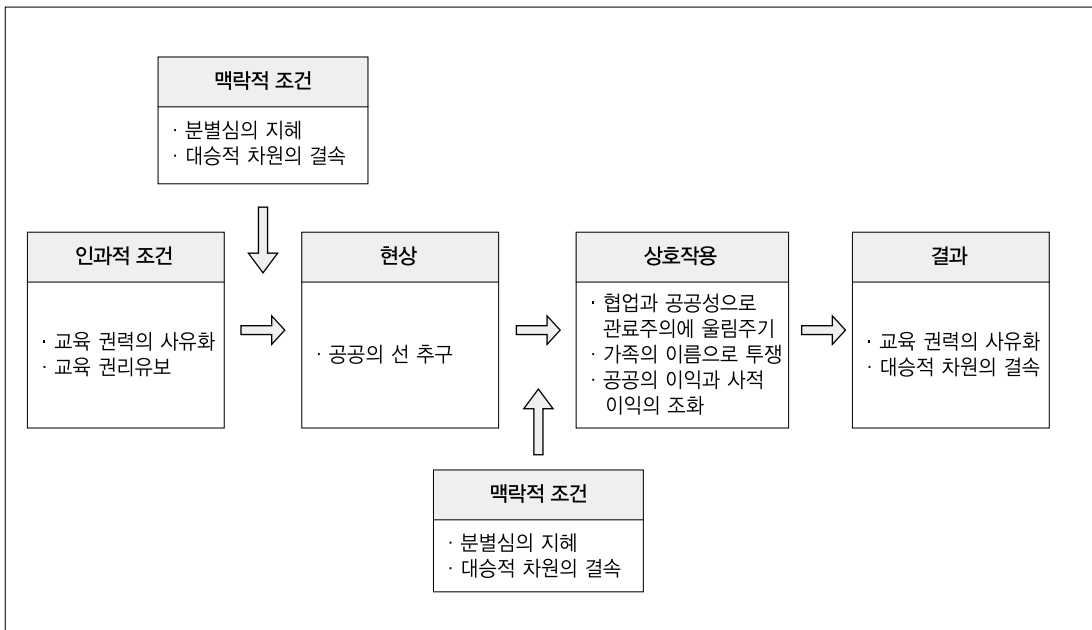 맥락적 조건
· 분별심의 지혜
· 대승적 차원의 결속
인과적 조건
· 교육 권력의 사유화
· 교육 권리유보
현상
· 공공의 선 추구
상호작용
· 협업과 공공성으로
관료주의에 울림주기
· 가족의 이름으로 투쟁
· 공공의 이익과 사적
이익의 조화
결과
· 교육 권력의 사유화
· 대승적 차원의 결속
맥락적 조건
· 분별심의 지혜
· 대승적 차원의 결속